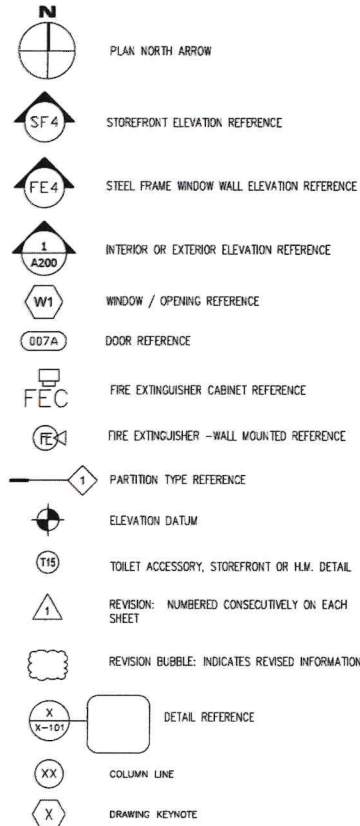 N
PLAN NORTH ARROW
SF4
STOREFRONT ELEVATION REFERENCE
FE4
STEEL FRAME WINDOW WALL ELEVATION REFERENCE
1
A200
INTERIOR OR EXTERIOR ELEVATION REFERENCE
W1
WINDOW / OPENING REFERENCE
007A
DOOR REFERENCE
FEC
FIRE EXTINGUISHER CABINET REFERENCE
FE
FIRE EXTINGUISHER -WALL MOUNTED REFERENCE
1
PARTITION TYPE REFERENCE
ELEVATION DATUM
T15
TOILET ACCESSORY, STOREFRONT OR H.M. DETAIL
1
REVISION: NUMBERED CONSECUTIVELY ON EACH
SHEET
REVISION BUBBLE: INDICATES REVISED INFORMATION
X
X-101
DETAIL REFERENCE
XX
COLUMN LINE
X
DRAWING KEYNOTE